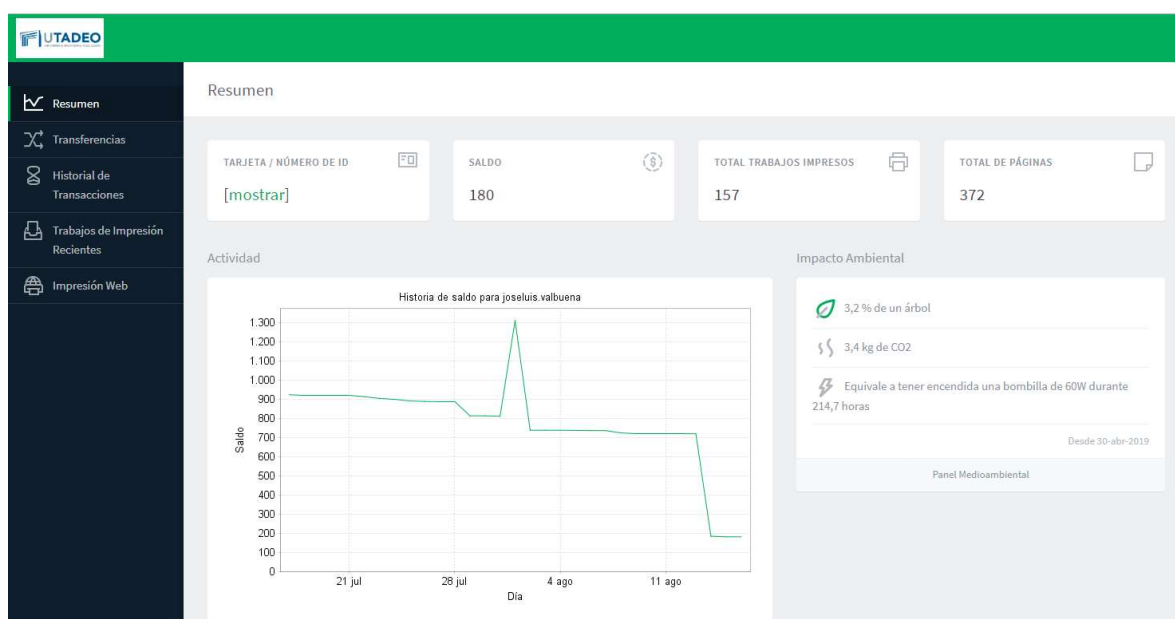 UTADEO
Resumen
Transferencias
Historial de
Transacciones
Trabajos de Impresión
Recientes
Impresión Web
Resumen
TARJETA / NÚMERO DE ID
[mostrar]
SALDO
180
TOTAL TRABAJOS IMPRESOS
157
TOTAL DE PÁGINAS
372
Actividad
Historia de saldo para joseluis.valbuena
1.300
1.200
1.100
1.000
900
800
700
600
500
400
300
200
100
0
Saldo
21 jul
28 jul
4 ago
11 ago
Día
Impacto Ambiental
3,2 % de un árbol
3,4 kg de CO2
Equivale a tener encendida una bombilla de 60W durante
214,7 horas
Desde 30-abr-2019
Panel Medioambiental